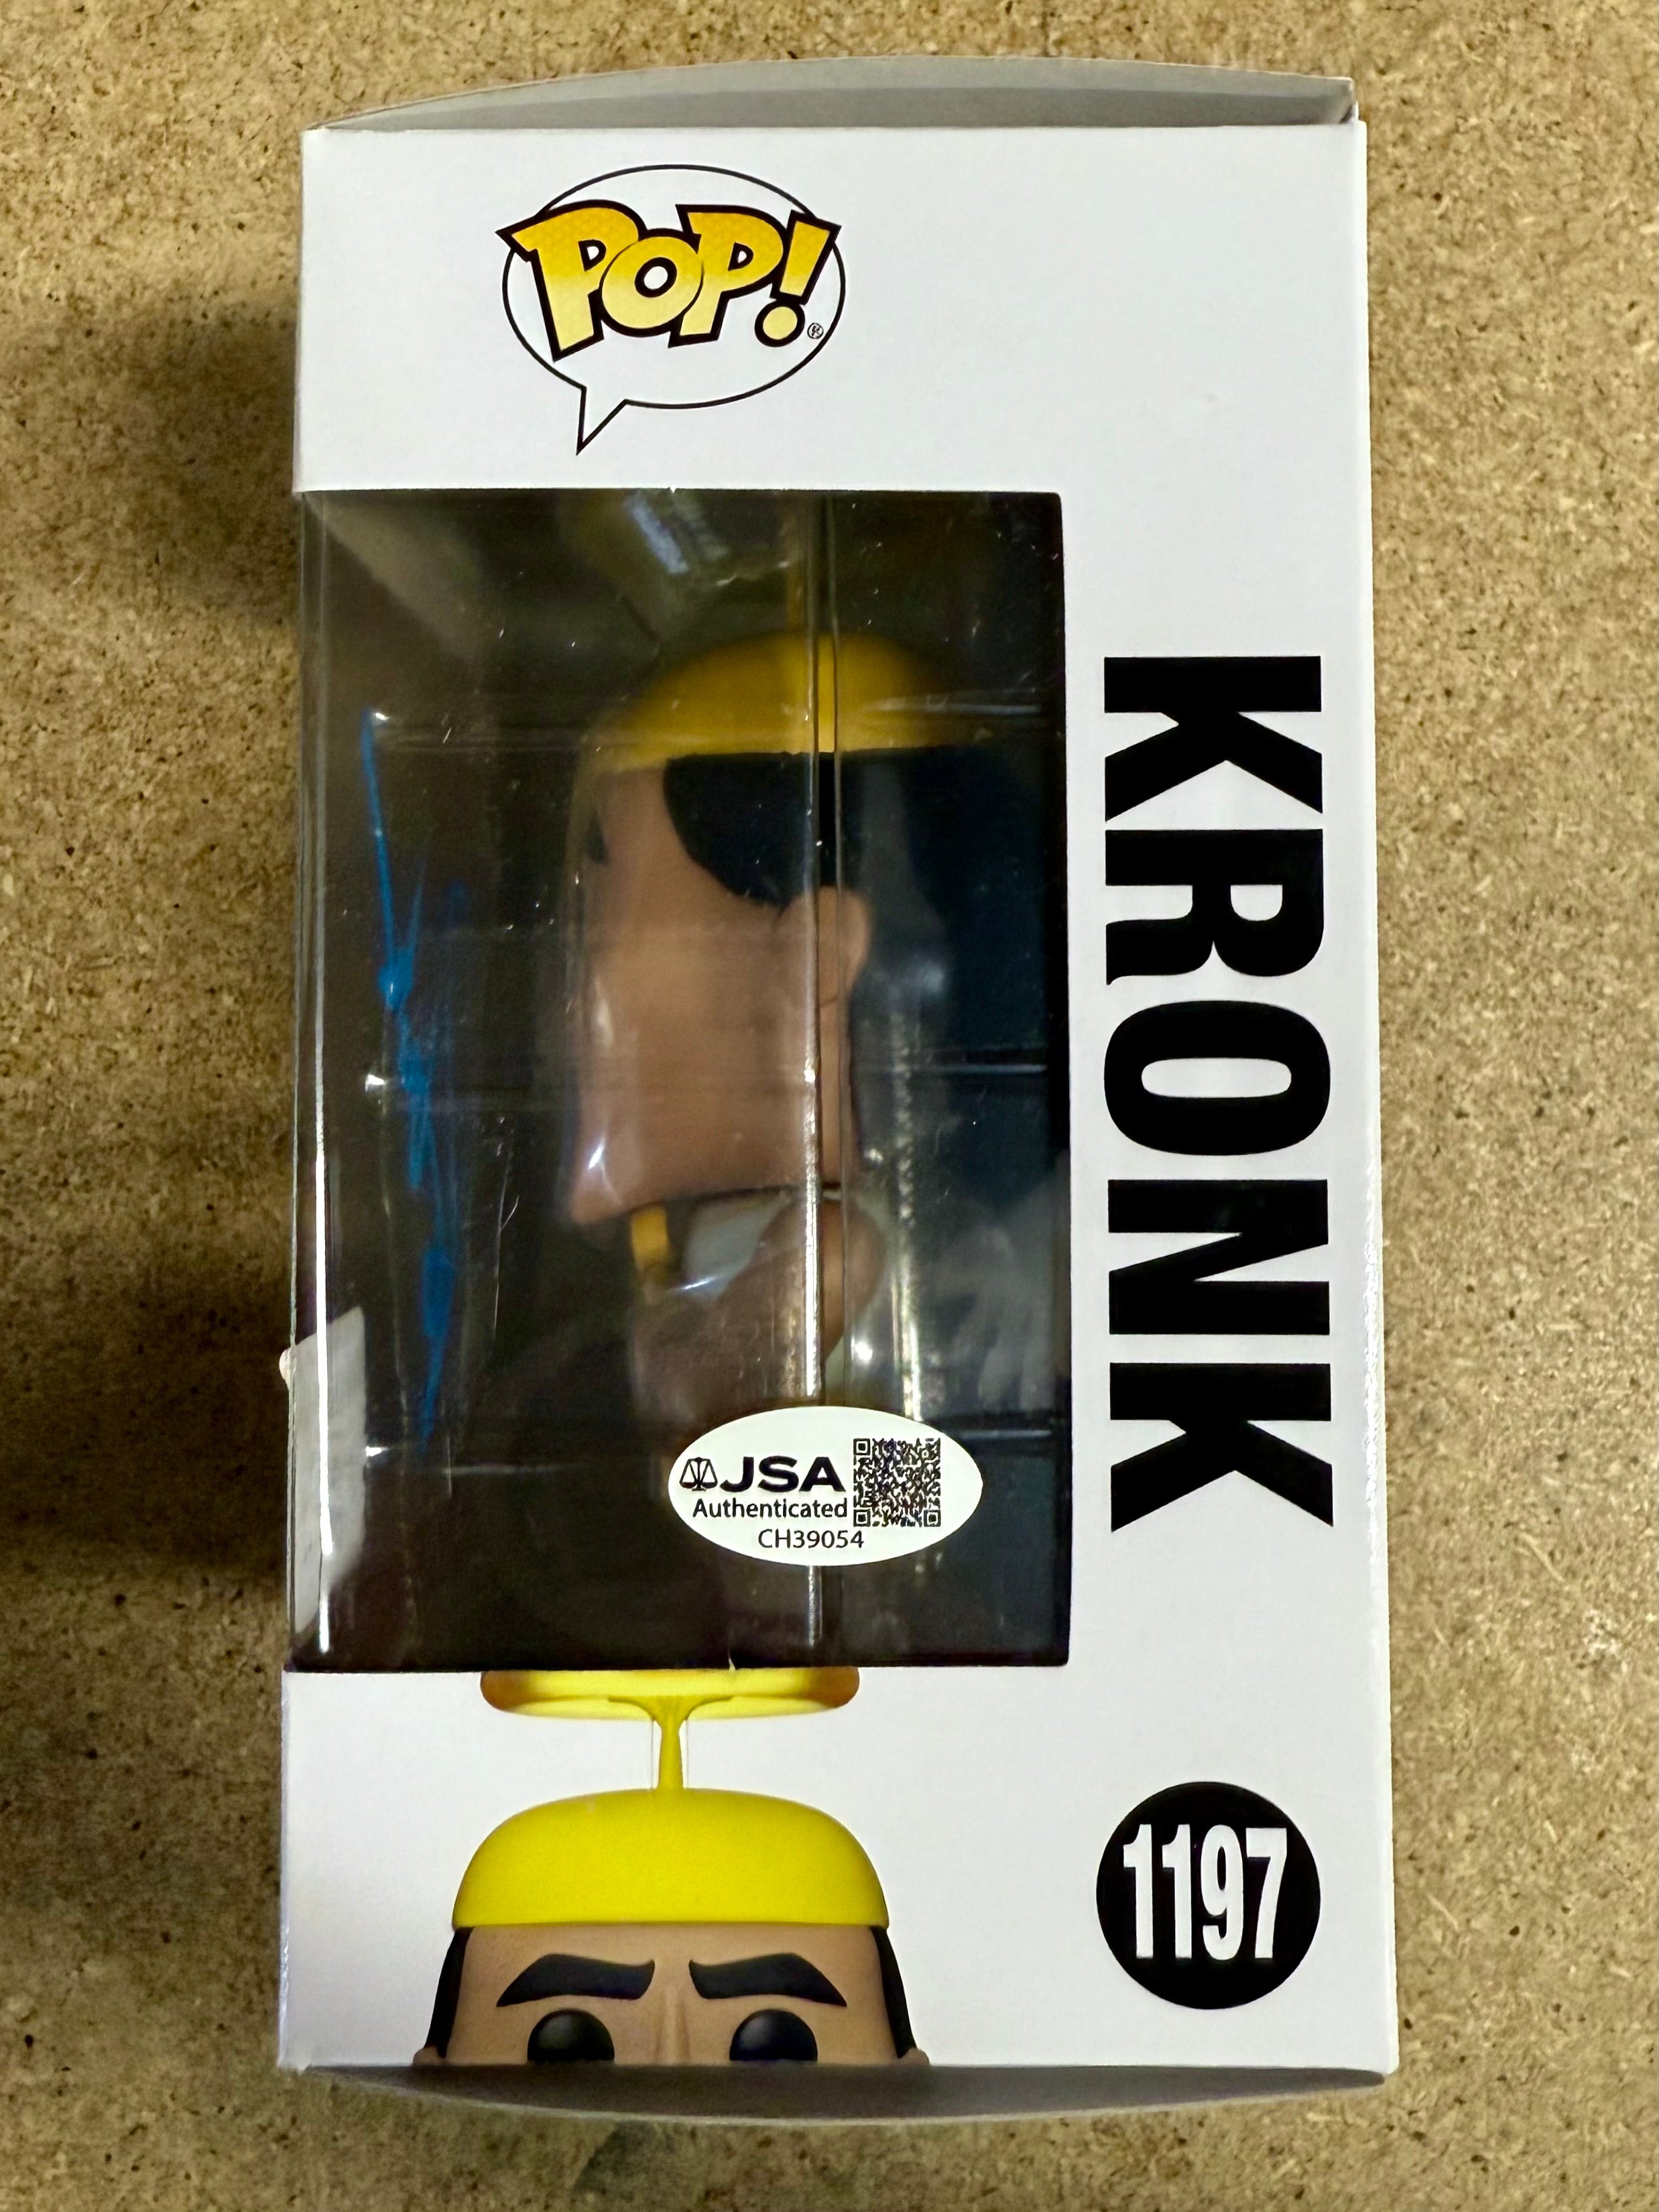 POP!
KRONK
JSA
Authenticated
CH39054
1197